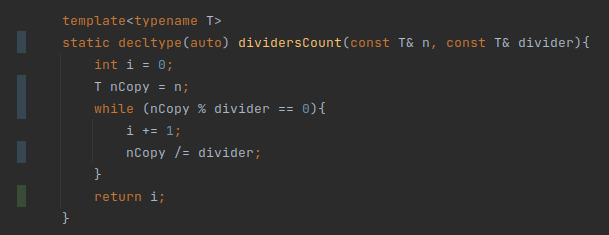 template<typename T>
static decltype(auto) dividersCount(const T& n, const T& divider){
    int i = 0;
    T nCopy = n;
    while (nCopy % divider == 0){
        i += 1;
        nCopy /= divider;
    }
    return i;
}